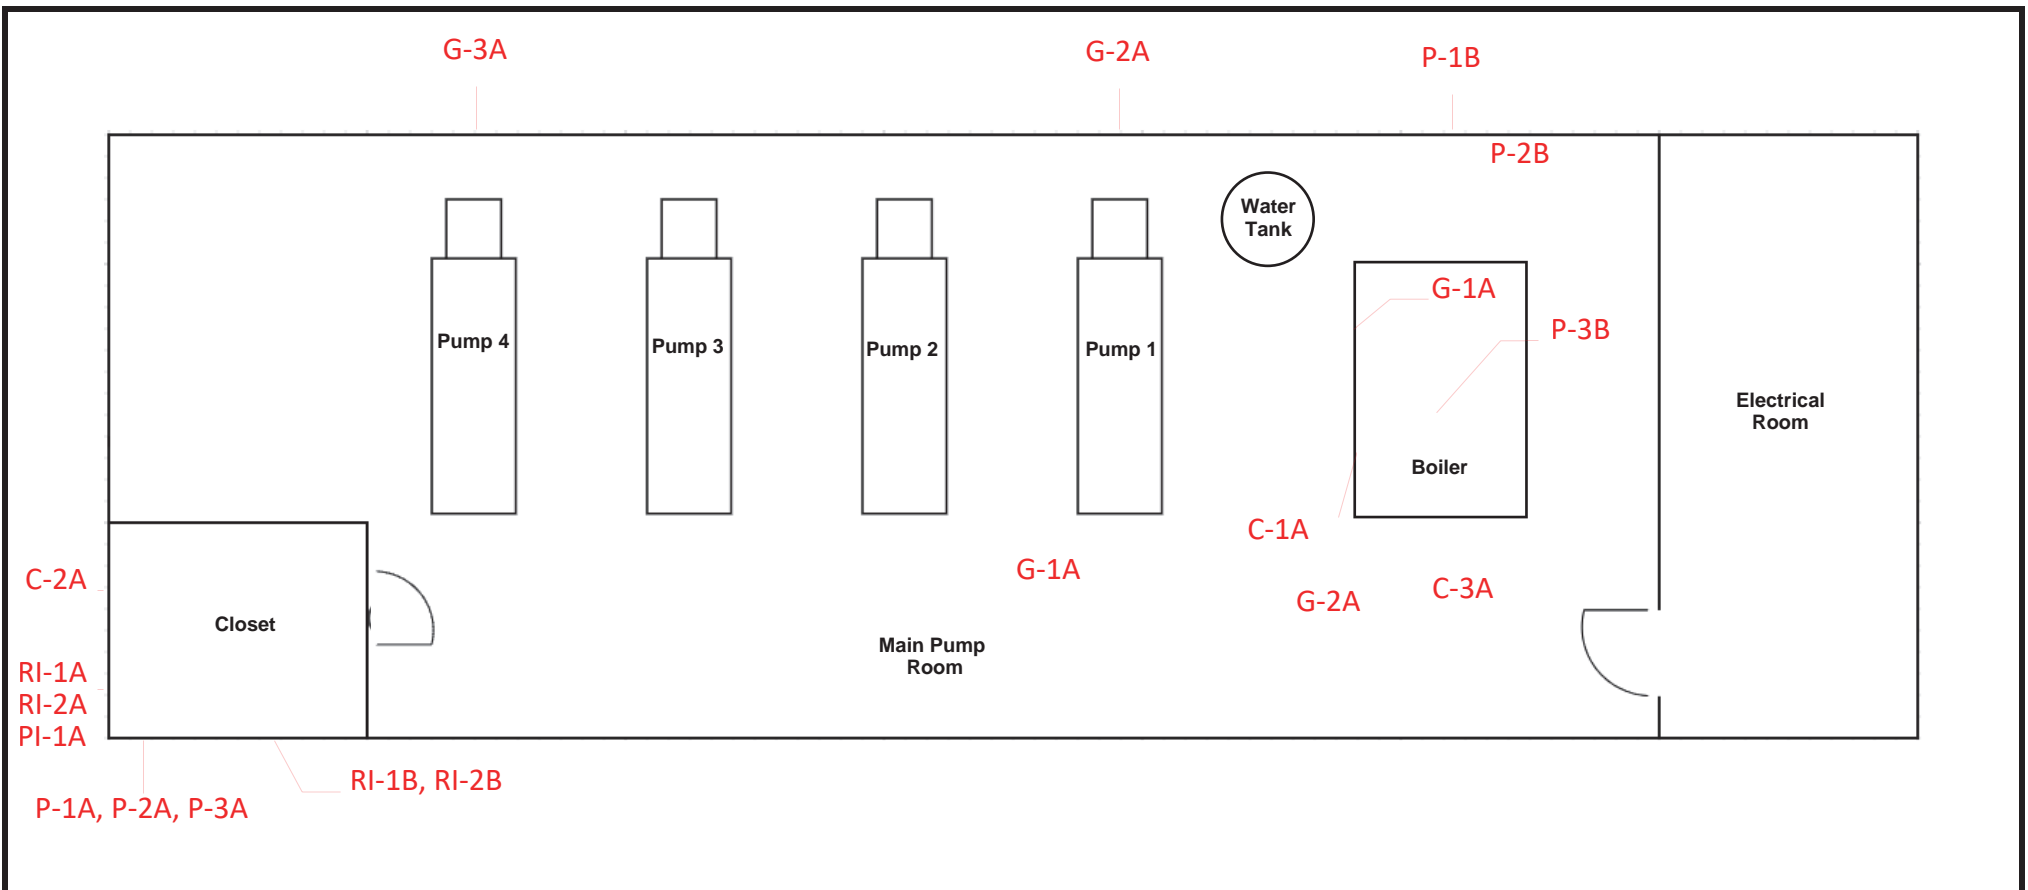 G-3A
G-2A
P-1B
P-2B
Water
Tank
G-1A
P-3B
Pump 4
Pump 3
Pump 2
Pump 1
Electrical
Room
Boiler
C-1A
G-1A
C-2A
C-3A
G-2A
Closet
Main Pump
Room
RI-1A
RI-2A
PI-1A
RI-1B, RI-2B
P-1A, P-2A, P-3A